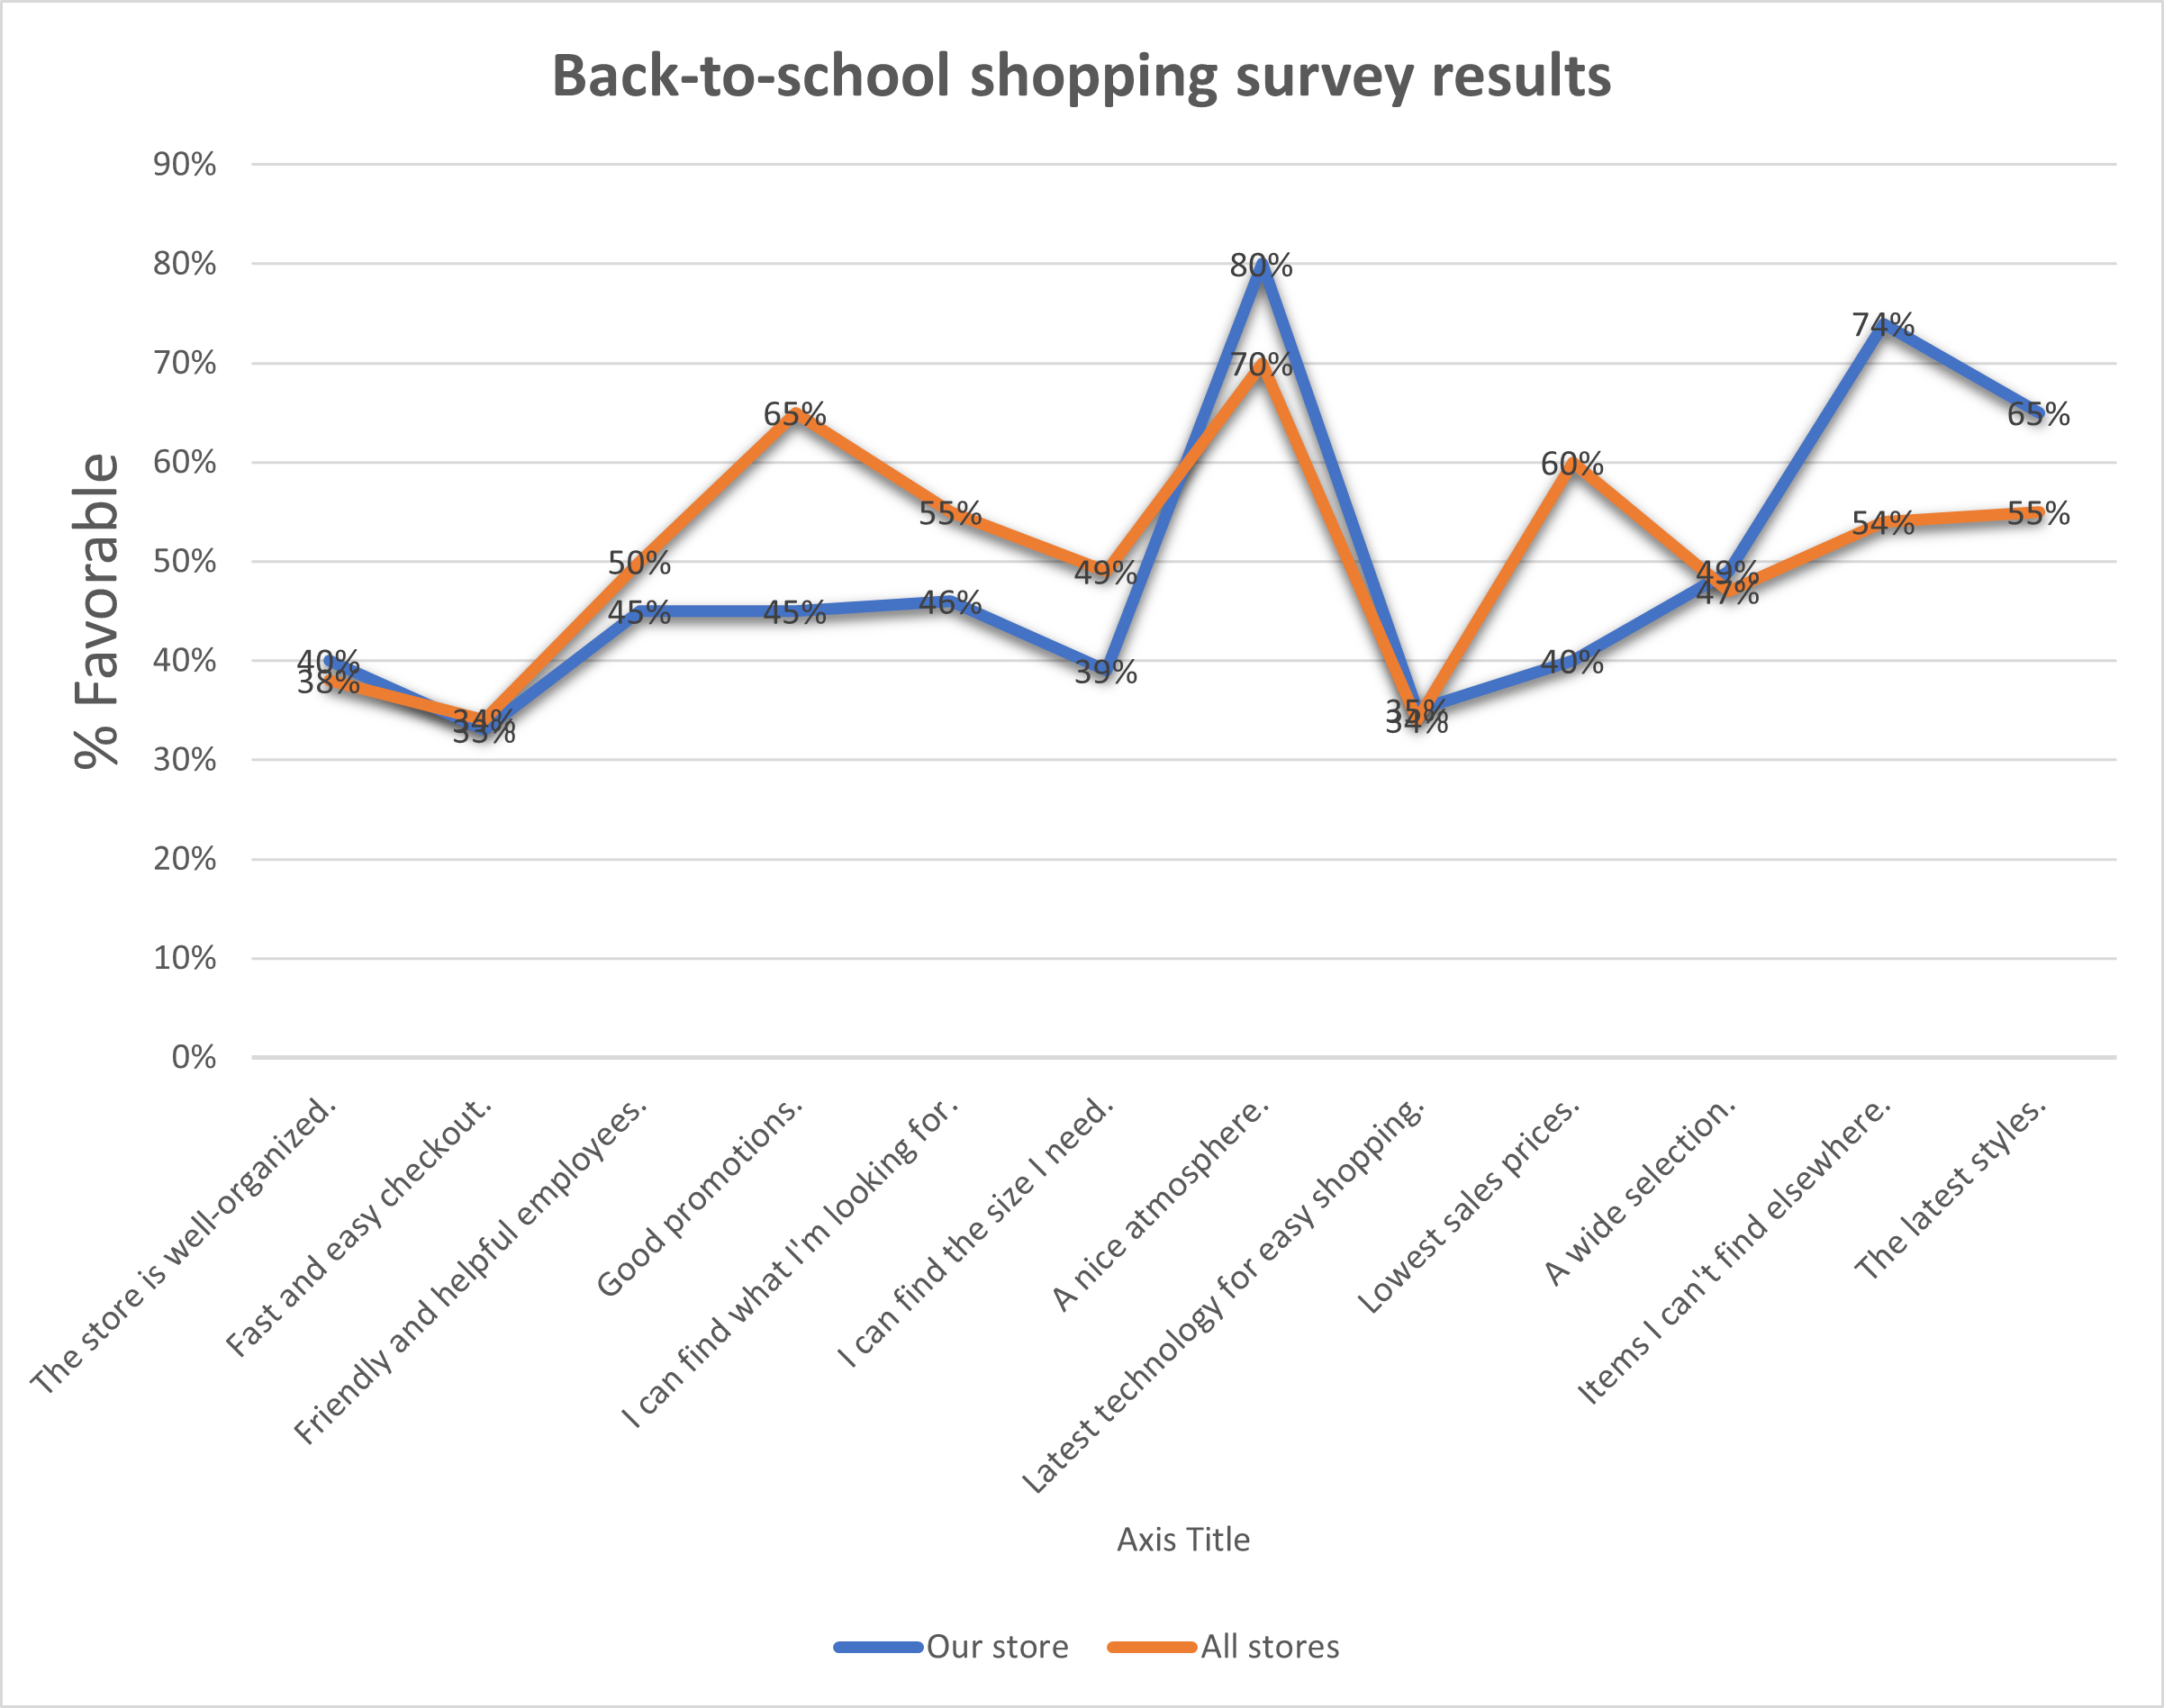 Back-to-school shopping survey results
90%
80%
70%
60%
50%
40%
30%
20%
10%
0%
% Favorable
40%
33%
45%
45%
46%
39%
80%
35%
40%
49%
74%
65%
38%
34%
50%
65%
55%
49%
70%
34%
60%
47%
54%
55%
The store is well-organized.
Fast and easy checkout.
Friendly and helpful employees.
Good promotions.
I can find what I'm looking for.
I can find the size I need.
A nice atmosphere.
Latest technology for easy shopping.
Lowest sales prices.
A wide selection.
Items I can't find elsewhere.
The latest styles.
Axis Title
Our store
All stores